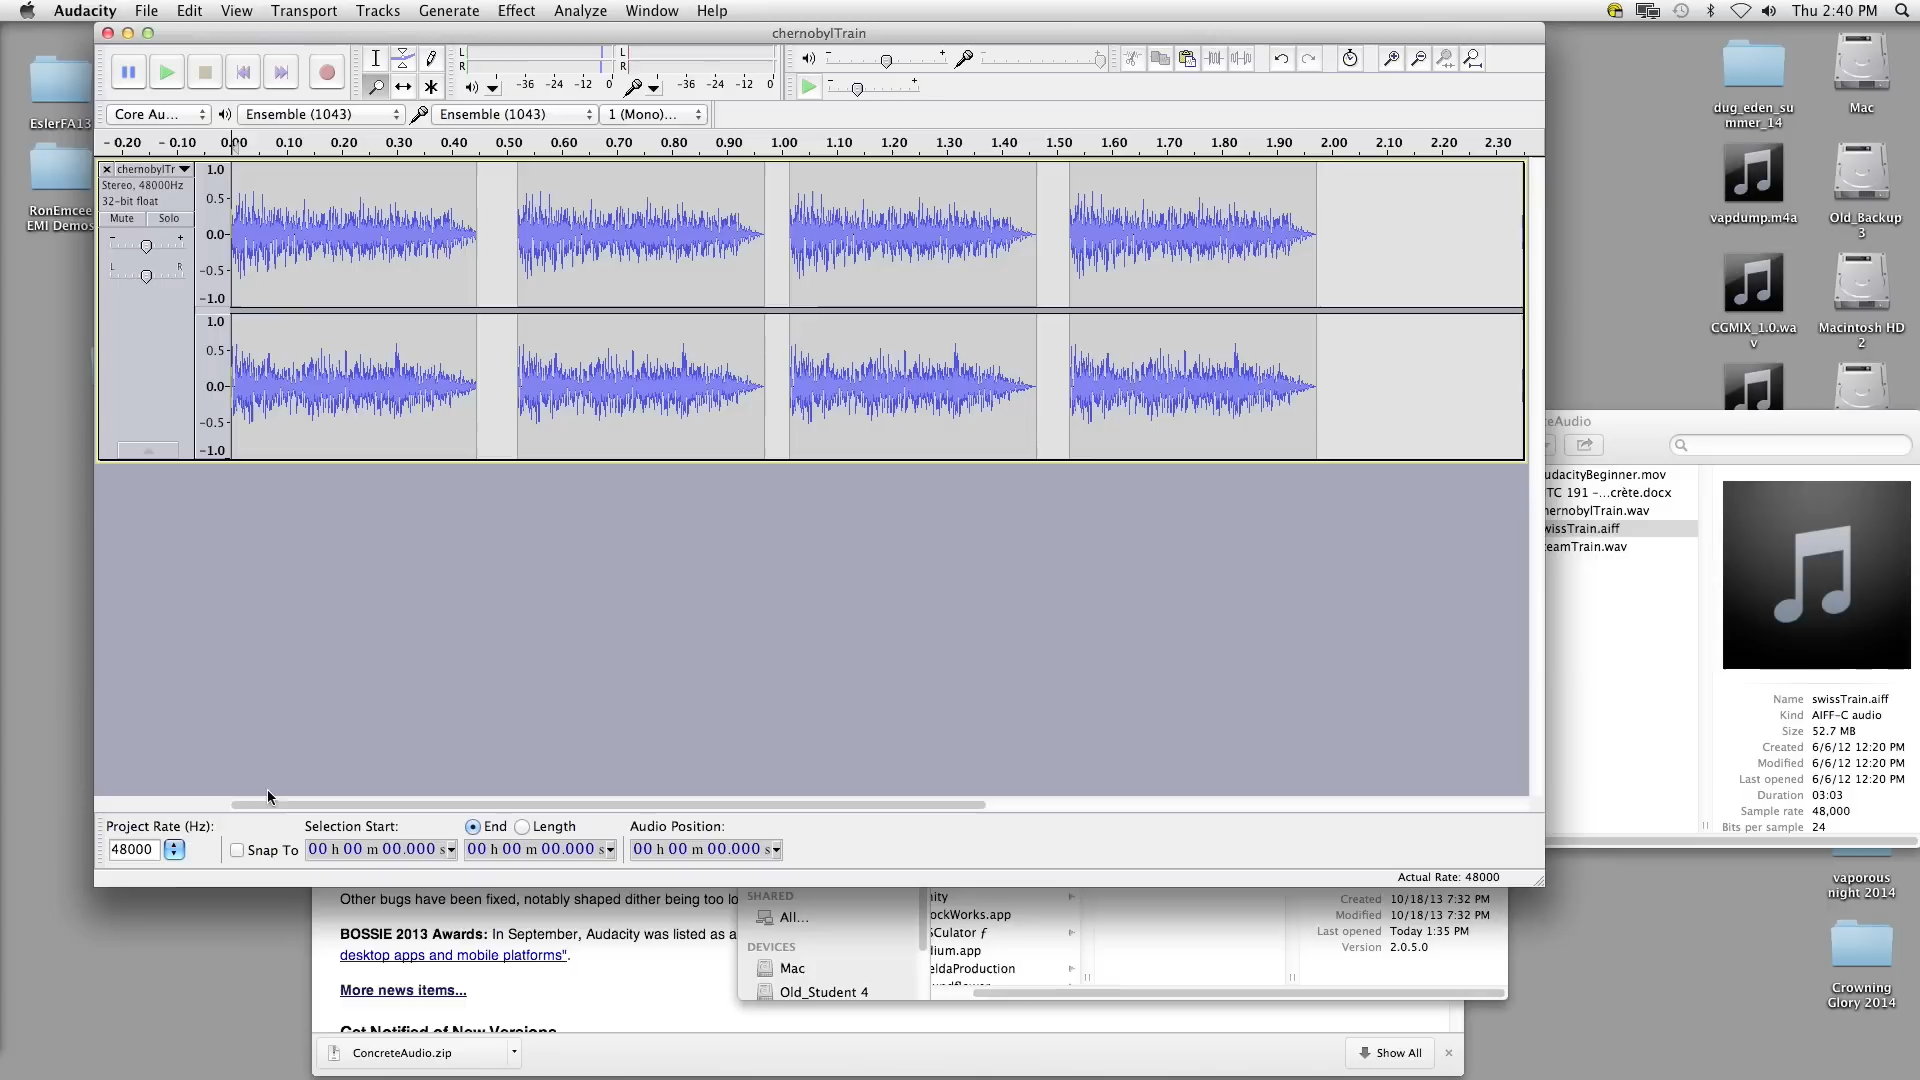 Audacity File Edit View Transport Tracks Generate Effect Analyze Window Help Thu 2:40 PM
chernobylTrain
L R L R
-36 -24 -12 0 -36 -24 -12 0
Core Au... Ensemble (1043) Ensemble (1043) 1 (Mono)...
- 0.20 - 0.10 0.00 0.10 0.20 0.30 0.40 0.50 0.60 0.70 0.80 0.90 1.00 1.10 1.20 1.30 1.40 1.50 1.60 1.70 1.80 1.90 2.00 2.10 2.20 2.30
chernobylTr
Stereo, 48000Hz
32-bit float
Mute Solo
- +
L R
1.0
0.5-
0.0-
-0.5-
-1.0
1.0
0.5-
0.0-
-0.5-
-1.0
Project Rate (Hz): Selection Start: End Length Audio Position:
48000 Snap To 00 h 00 m 00.000 s 00 h 00 m 00.000 s 00 h 00 m 00.000 s
Actual Rate: 48000
EslerFA13
RonEmcee
EMI Demos
dug_eden_su
mmer_14
Mac
vapdump.m4a
Old_Backup
3
CGMIX_1.0.wa
v
Macintosh HD
2
eAudio
udacityBeginner.mov
TC 191 -...crète.docx
ernobylTrain.wav
wissTrain.aiff
eamTrain.wav
Name swissTrain.aiff
Kind AIFF-C audio
Size 52.7 MB
Created 6/6/12 12:20 PM
Modified 6/6/12 12:20 PM
Last opened 6/6/12 12:20 PM
Duration 03:03
Sample rate 48,000
Bits per sample 24
vaporous
night 2014
Crowning
Glory 2014
Other bugs have been fixed, notably shaped dither being too lo
BOSSIE 2013 Awards: In September, Audacity was listed as a
desktop apps and mobile platforms".
More news items...
Get Notified of New Versions
SHARED
All...
DEVICES
Mac
Old_Student 4
nity
ockWorks.app
SCulator ƒ
dium.app
eldaProduction
Created 10/18/13 7:32 PM
Modified 10/18/13 7:32 PM
Last opened Today 1:35 PM
Version 2.0.5.0
ConcreteAudio.zip
Show All